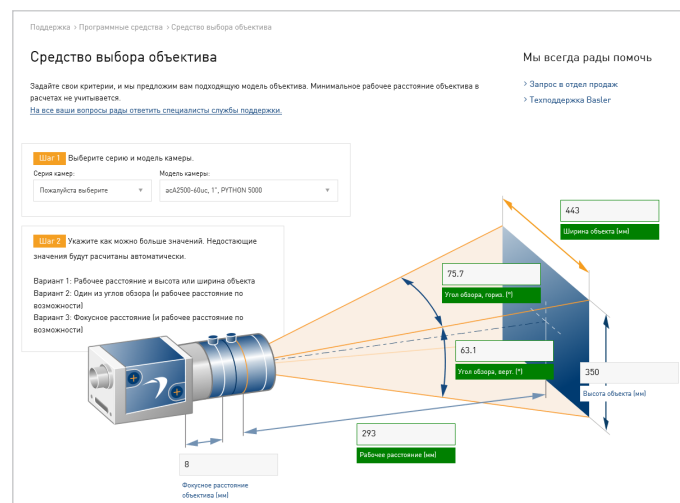 Поддержка > Программные средства > Средство выбора объектива
Средство выбора объектива
Мы всегда рады помочь
Задайте свои критерии, и мы предложим вам подходящую модель объектива. Минимальное рабочее расстояние объектива в
расчетах не учитывается.
На все ваши вопросы рады ответить специалисты службы поддержки.
> Запрос в отдел продаж
> Техподдержка Basler
Шаг 1 Выберите серию и модель камеры.
Серия камер:
Модель камеры:
Пожалуйста выберите
acA2500-60uc, 1", PYTHON 5000
Шаг 2 Укажите как можно больше значений. Недостающие
значения будут расчитаны автоматически.
Вариант 1: Рабочее расстояние и высота или ширина объекта
Вариант 2: Один из углов обзора (и рабочее расстояние по
возможности)
Вариант 3: Фокусное расстояние (и рабочее расстояние по
возможности)
443
Ширина объекта (мм)
75.7
Угол обзора, гориз. (°)
63.1
Угол обзора, верт. (°)
350
Высота объекта (мм)
293
Рабочее расстояние (мм)
8
Фокусное расстояние
объектива (мм)